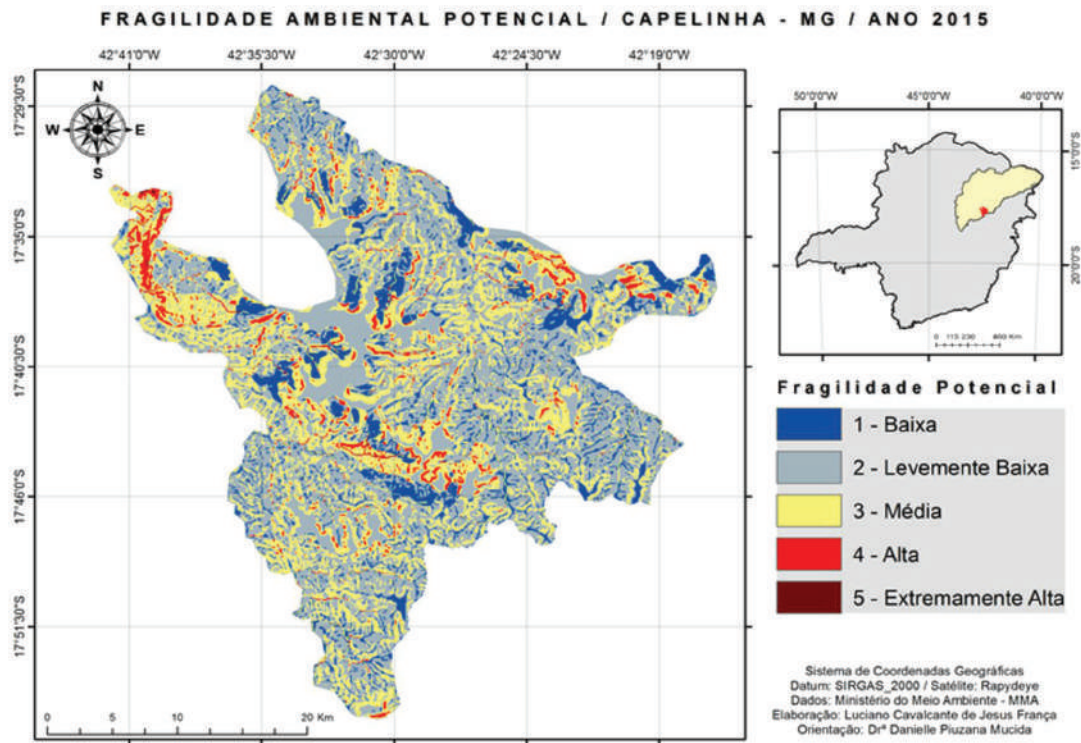 FRAGILIDADE AMBIENTAL POTENCIAL / CAPELINHA - MG / ANO 2015
42°41'0"W 42°35'30"W 42°30'0"W 42°24'30"W 42°19'0"W
17°29'30"S
17°35'0"S
17°40'30"S
17°46'0"S
17°51'30"S
N
W E
S
0 5 10 20 Km
50°0'0"W 45°0'0"W 40°0'0"W
15°0'0"S
20°0'0"S
0 115 230 460 Km
Fragilidade Potencial
1 - Baixa
2 - Levemente Baixa
3 - Média
4 - Alta
5 - Extremamente Alta
Sistema de Coordenadas Geográficas
Datum: SIRGAS_2000 / Satélite: Rapydeye
Dados: Ministério do Meio Ambiente - MMA
Elaboração: Luciano Cavalcante de Jesus França
Orientação: Drª Danielle Piuzana Mucida